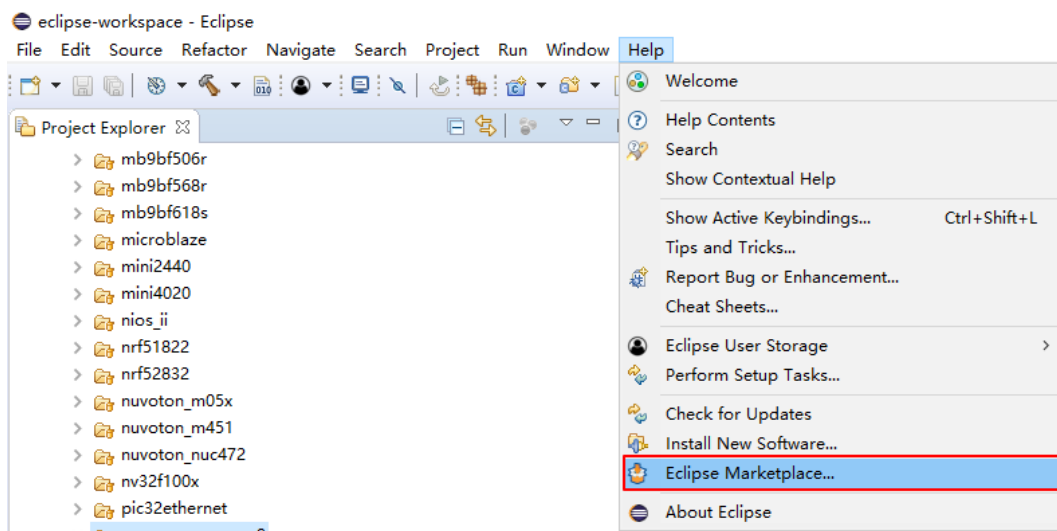 eclipse-workspace - Eclipse
File Edit Source Refactor Navigate Search Project Run Window Help
Project Explorer
mb9bf506r
mb9bf568r
mb9bf618s
microblaze
mini2440
mini4020
nios_ii
nrf51822
nrf52832
nuvoton_m05x
nuvoton_m451
nuvoton_nuc472
nv32f100x
pic32ethernet
Welcome
Help Contents
Search
Show Contextual Help
Show Active Keybindings... Ctrl+Shift+L
Tips and Tricks...
Report Bug or Enhancement...
Cheat Sheets...
Eclipse User Storage
Perform Setup Tasks...
Check for Updates
Install New Software...
Eclipse Marketplace...
About Eclipse